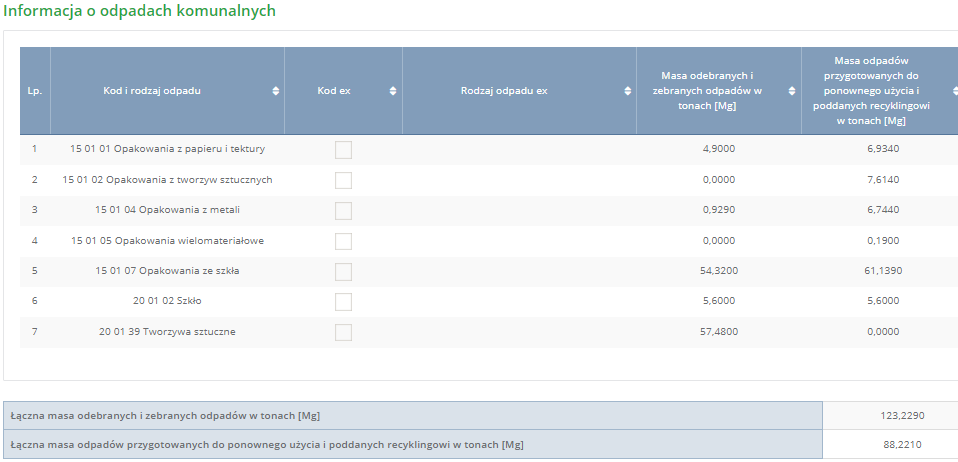 Informacja o odpadach komunalnych
Lp. Kod i rodzaj odpadu Kod ex Rodzaj odpadu ex Masa odebranych i zebranych odpadów w tonach [Mg] Masa odpadów przygotowanych do ponownego użycia i poddanych recyklingowi w tonach [Mg]
1 15 01 01 Opakowania z papieru i tektury 4,9000 6,9340
2 15 01 02 Opakowania z tworzyw sztucznych 0,0000 7,6140
3 15 01 04 Opakowania z metali 0,9290 6,7440
4 15 01 05 Opakowania wielomateriałowe 0,0000 0,1900
5 15 01 07 Opakowania ze szkła 54,3200 61,1390
6 20 01 02 Szkło 5,6000 5,6000
7 20 01 39 Tworzywa sztuczne 57,4800 0,0000
Łączna masa odebranych i zebranych odpadów w tonach [Mg] 123,2290
Łączna masa odpadów przygotowanych do ponownego użycia i poddanych recyklingowi w tonach [Mg] 88,2210